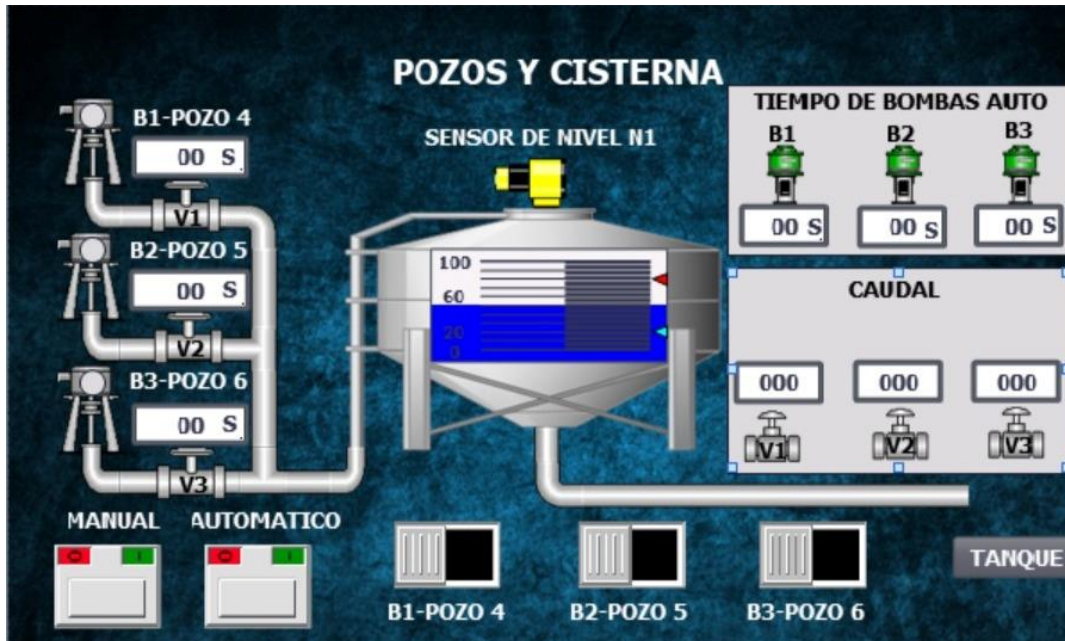 POZOS Y CISTERNA
B1-POZO 4
00 S
V1
B2-POZO 5
00 S
V2
B3-POZO 6
00 S
V3
SENSOR DE NIVEL N1
100
60
20
0
TIEMPO DE BOMBAS AUTO
B1 B2 B3
00 S 00 S 00 S
CAUDAL
000 000 000
V1 V2 V3
MANUAL AUTOMATICO
B1-POZO 4 B2-POZO 5 B3-POZO 6
TANQUE